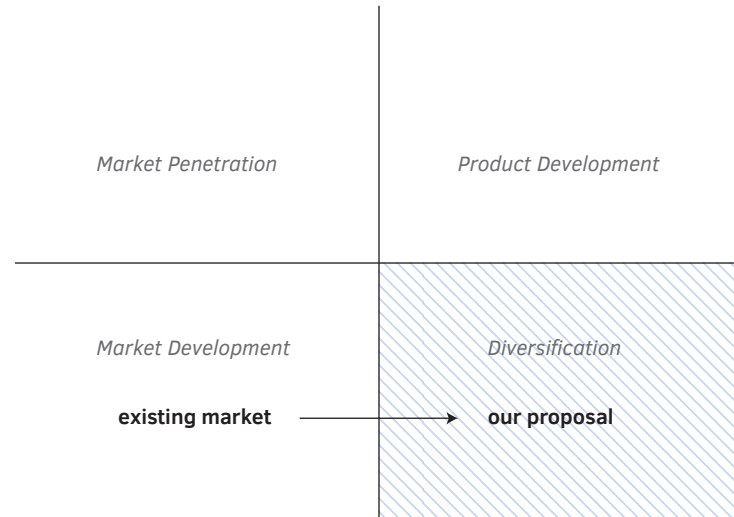 Market Penetration
Product Development
Market Development
Diversification
existing market
our proposal